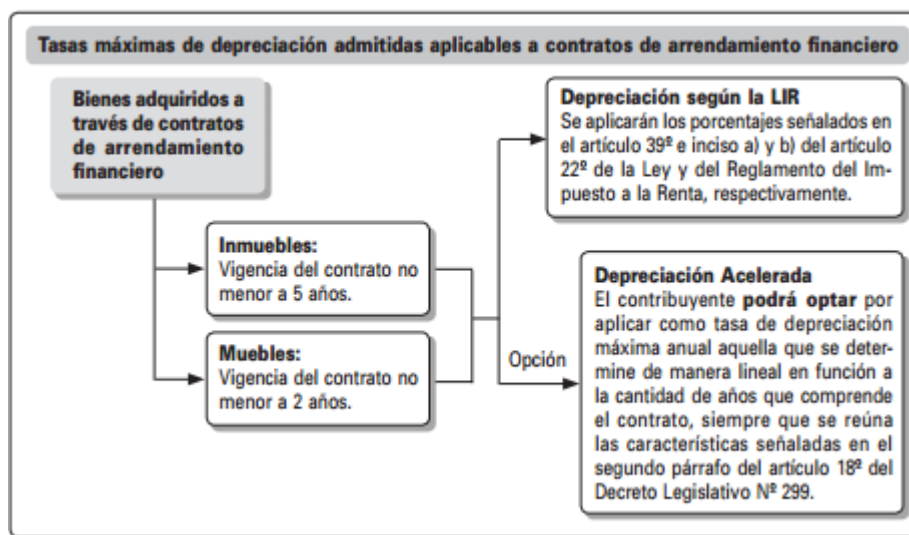 Tasas máximas de depreciación admitidas aplicables a contratos de arrendamiento financiero
Bienes adquiridos a
través de contratos
de arrendamiento
financiero
Inmuebles:
Vigencia del contrato no
menor a 5 años.
Muebles:
Vigencia del contrato no
menor a 2 años.
Depreciación según la LIR
Se aplicarán los porcentajes señalados en
el artículo 39º e inciso a) y b) del artículo
22º de la Ley y del Reglamento del Im-
puesto a la Renta, respectivamente.
Opción
Depreciación Acelerada
El contribuyente podrá optar por
aplicar como tasa de depreciación
máxima anual aquella que se deter-
mine de manera lineal en función a
la cantidad de años que comprende
el contrato, siempre que se reúna
las características señaladas en el
segundo párrafo del artículo 18º del
Decreto Legislativo Nº 299.